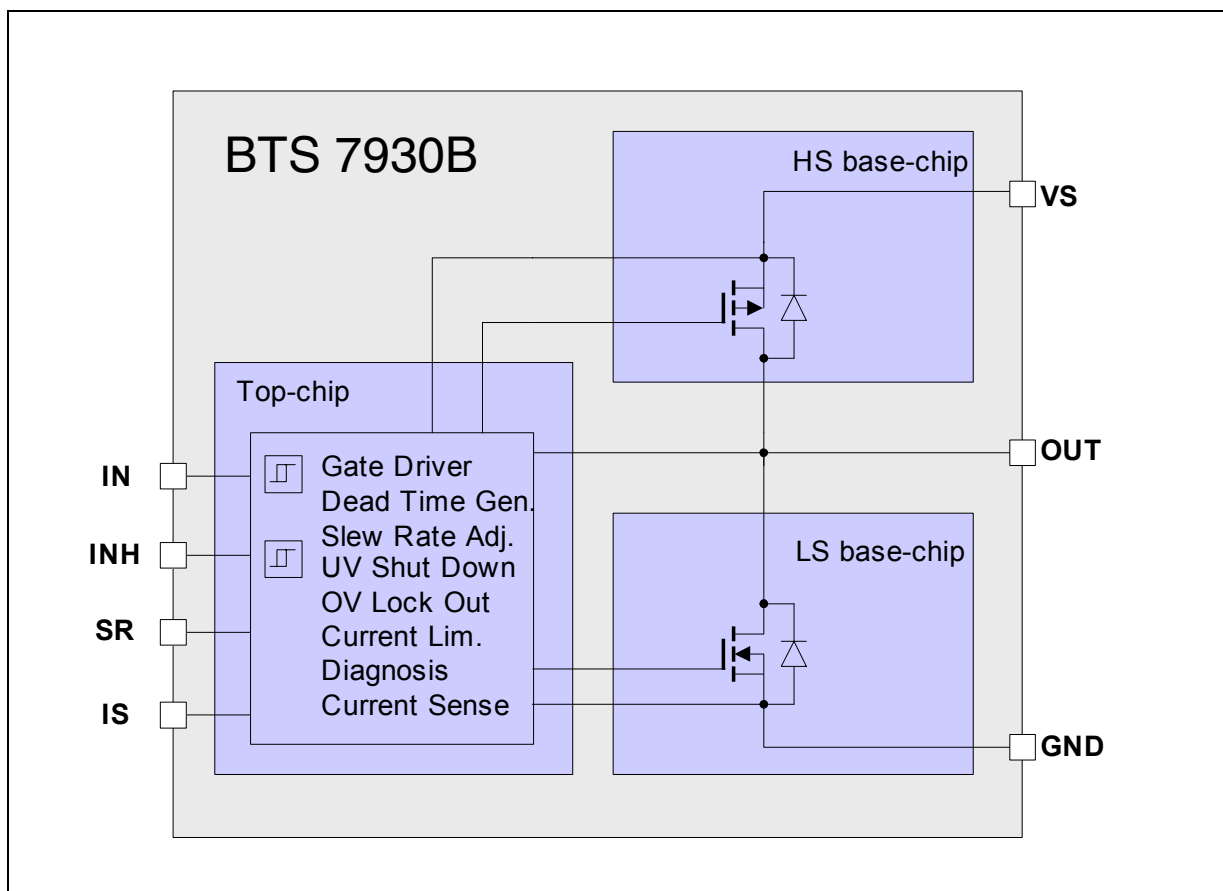 BTS 7930B
HS base-chip
VS
Top-chip
IN
INH
SR
IS
Gate Driver
Dead Time Gen.
Slew Rate Adj.
UV Shut Down
OV Lock Out
Current Lim.
Diagnosis
Current Sense
OUT
LS base-chip
GND